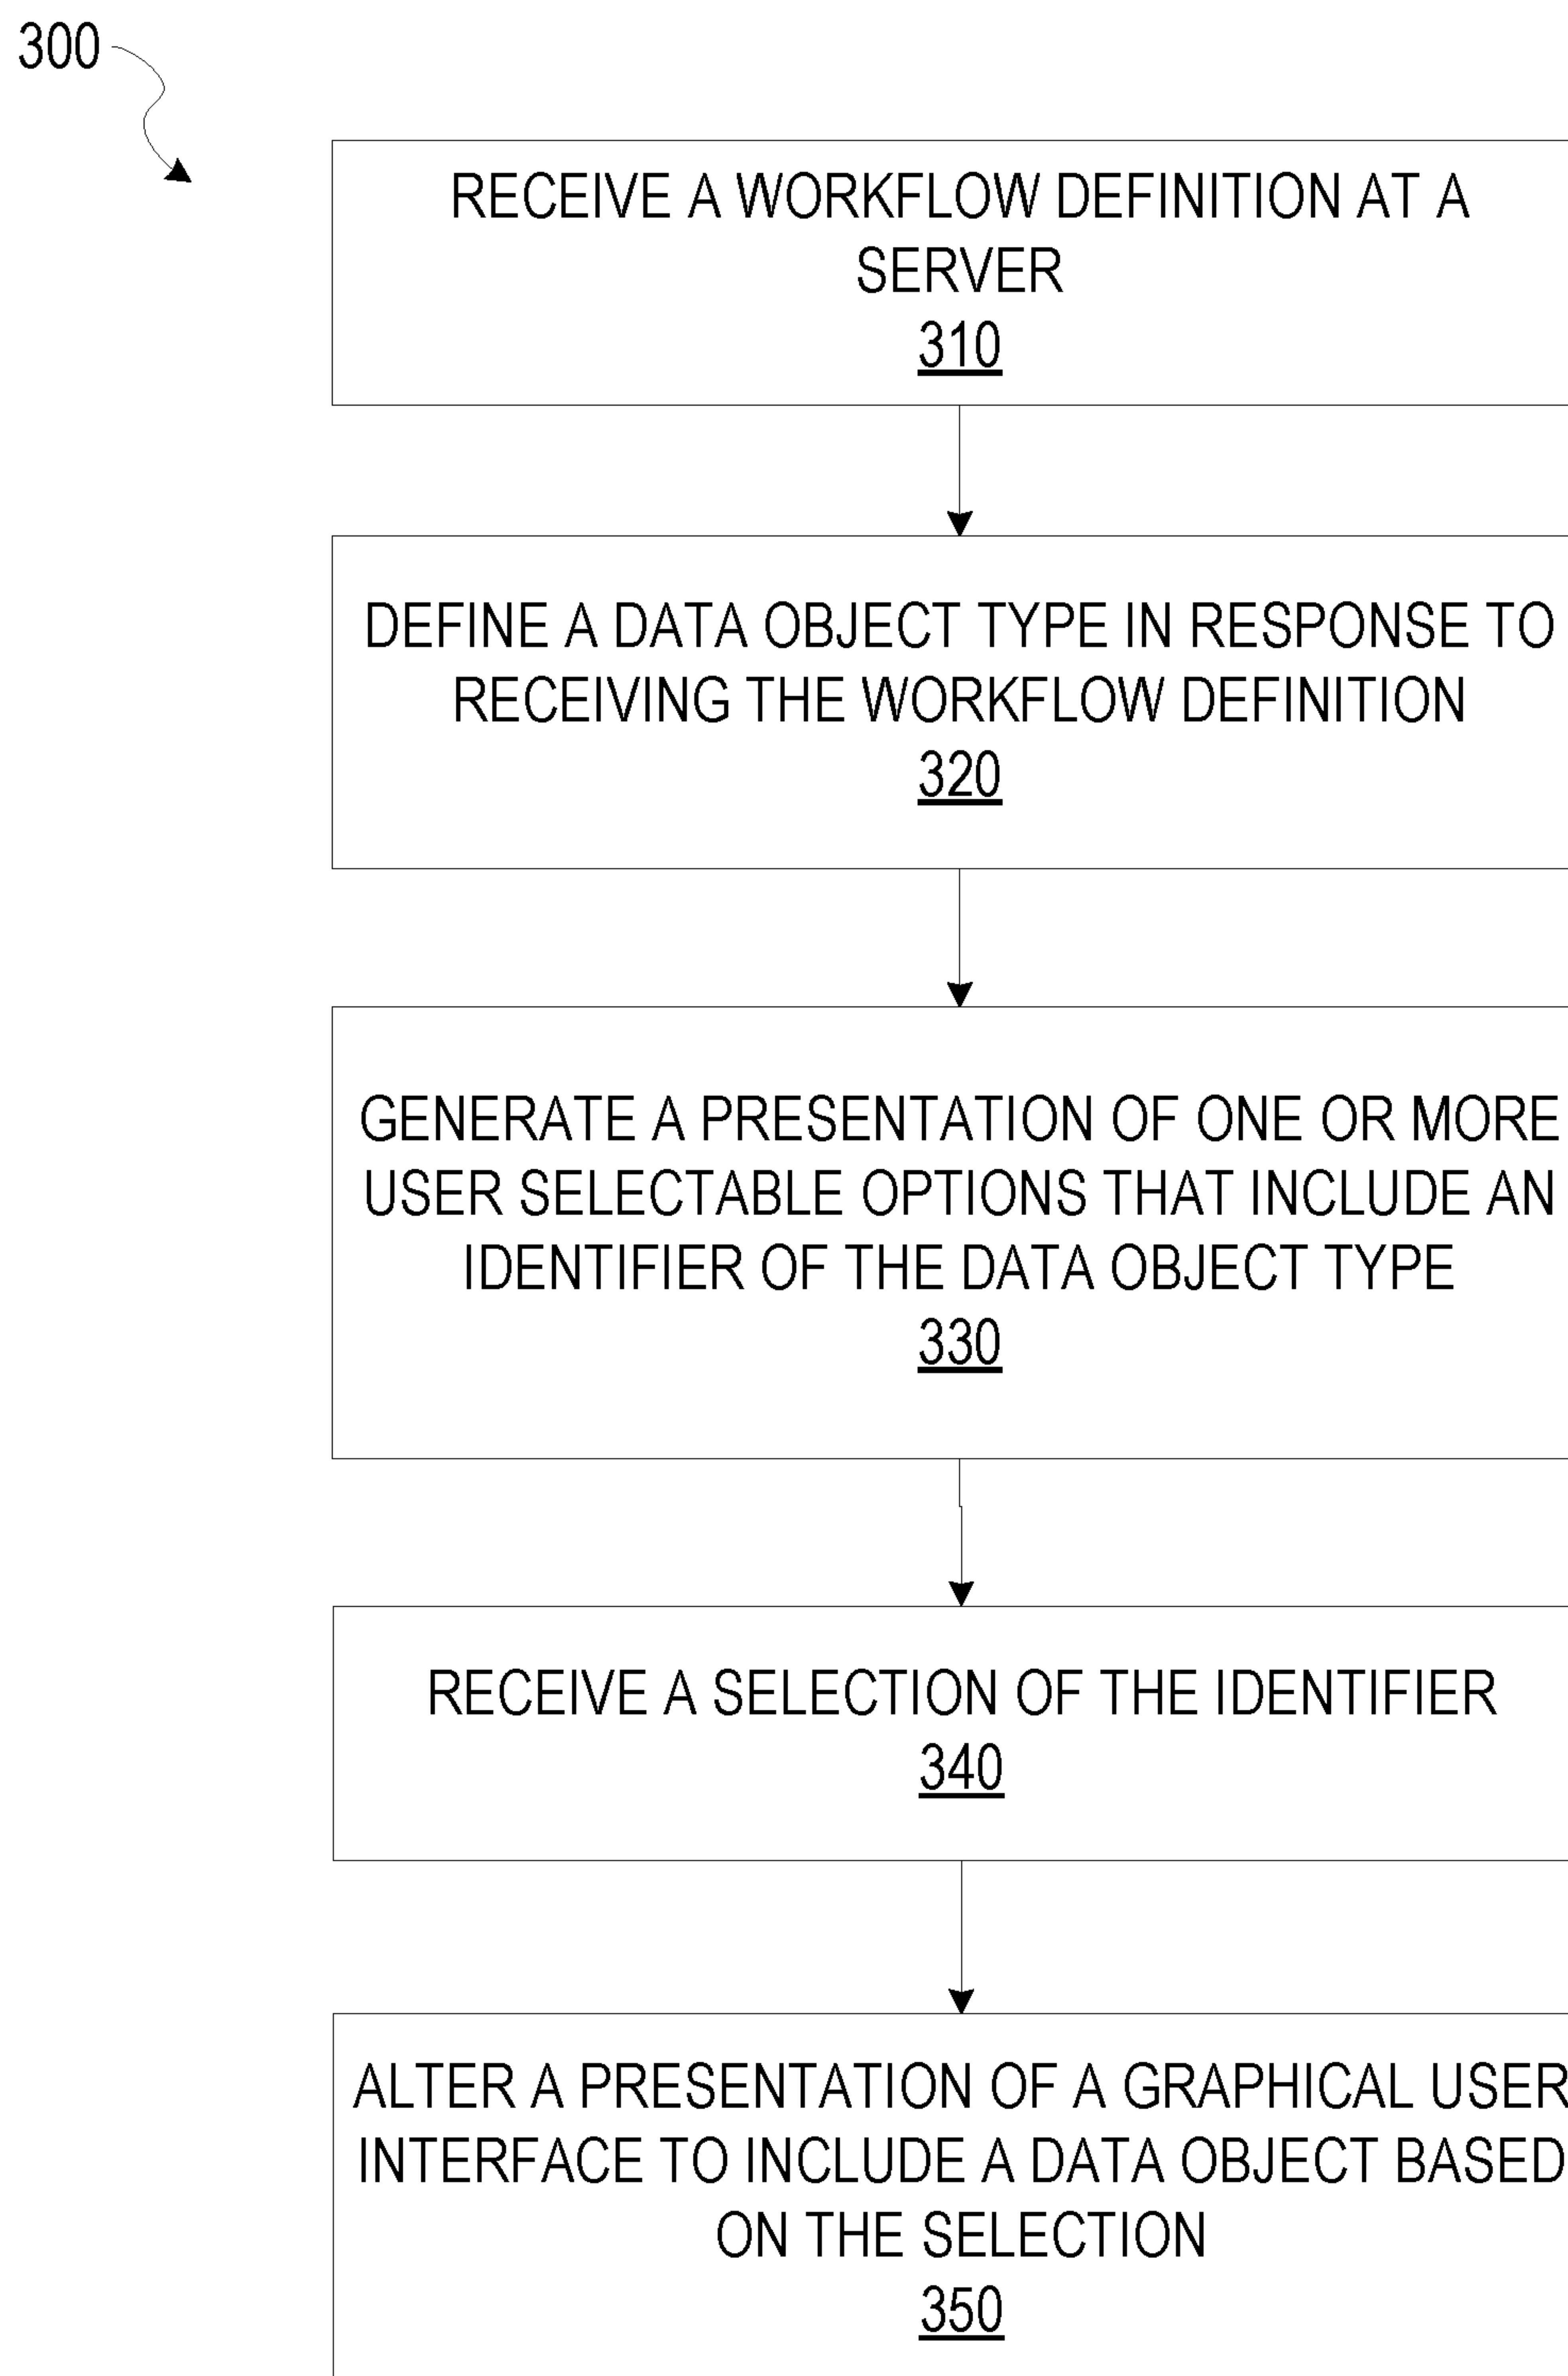 300
RECEIVE A WORKFLOW DEFINITION AT A
SERVER
310
DEFINE A DATA OBJECT TYPE IN RESPONSE TO
RECEIVING THE WORKFLOW DEFINITION
320
GENERATE A PRESENTATION OF ONE OR MORE
USER SELECTABLE OPTIONS THAT INCLUDE AN
IDENTIFIER OF THE DATA OBJECT TYPE
330
RECEIVE A SELECTION OF THE IDENTIFIER
340
ALTER A PRESENTATION OF A GRAPHICAL USER
INTERFACE TO INCLUDE A DATA OBJECT BASED
ON THE SELECTION
350